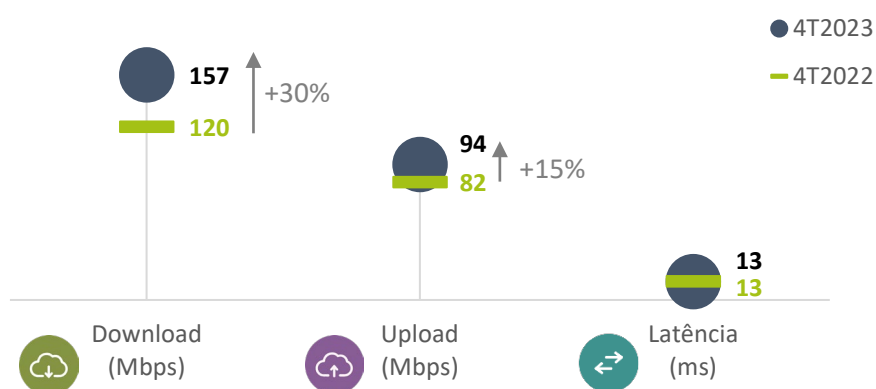 4T2023
4T2022
157
+30%
120
94
+15%
82
13
13
Download
(Mbps)
Upload
(Mbps)
Latência
(ms)